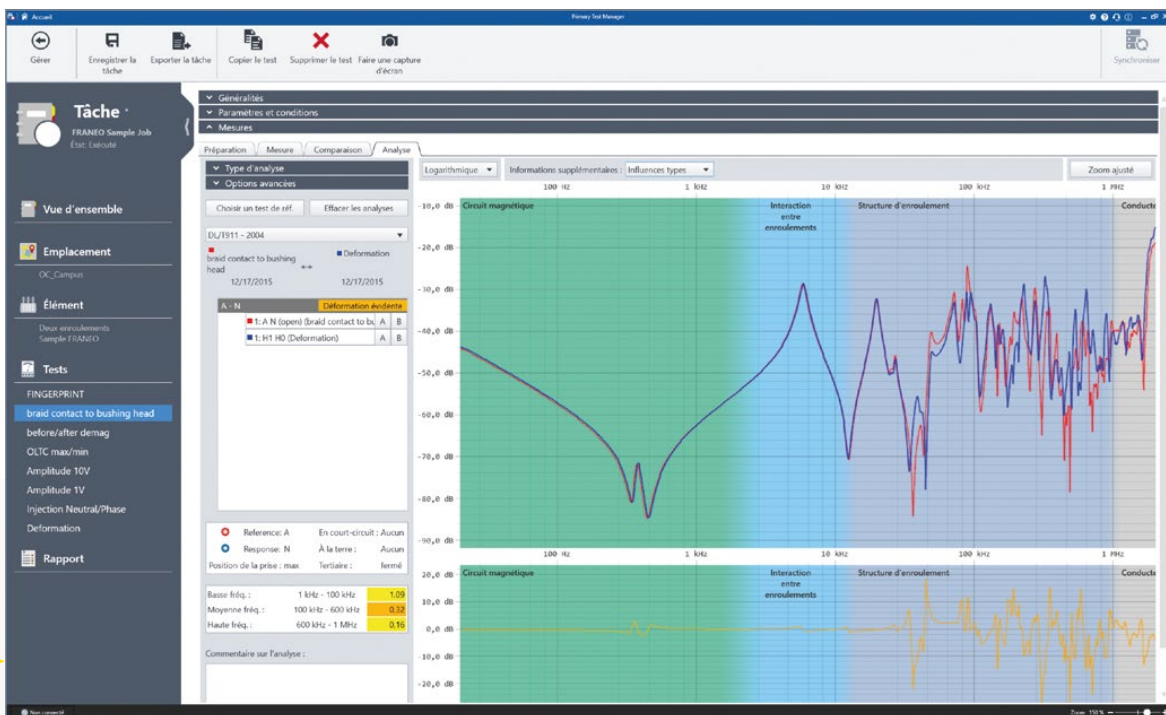 Accueil
Primary Test Manager
Gérer
Enregistrer la tâche
Exporter la tâche
Copier le test
Supprimer le test
Faire une capture d'écran
Synchroniser
Tâche
FRANEO Sample Job
État: Exécuté
Vue d'ensemble
Emplacement
OC_Campus
Élément
Deux enroulements
Sample FRANEO
Tests
FINGERPRINT
braid contact to bushing head
before/after demag
OLTC max/min
Amplitude 10V
Amplitude 1V
Injection Neutral/Phase
Deformation
Rapport
Non connecté
Généralités
Paramètres et conditions
Mesures
Préparation
Mesure
Comparaison
Analyse
Type d'analyse
Options avancées
Choisir un test de réf.
Effacer les analyses
DL/T911 - 2004
braid contact to bushing head
Deformation
12/17/2015
12/17/2015
A - N
Déformation évidente
1: A N (open) (braid contact to bu
A B
1: H1 H0 (Deformation)
A B
Reference: A
En court-circuit : Aucun
Response: N
À la terre : Aucun
Position de la prise : max
Tertiaire : fermé
Basse fréq. : 1 kHz - 100 kHz 1.09
Moyenne fréq. : 100 kHz - 600 kHz 0,32
Haute fréq. : 600 kHz - 1 MHz 0,16
Commentaire sur l'analyse :
Logarithmique
Informations supplémentaires : Influences types
Zoom ajusté
100 Hz 1 kHz 10 kHz 100 kHz 1 MHz
-10,0 dB
-20,0 dB
-30,0 dB
-40,0 dB
-50,0 dB
-60,0 dB
-70,0 dB
-80,0 dB
-90,0 dB
Circuit magnétique
Interaction
entre
enroulements
Structure d'enroulement
Conducte
100 Hz 1 kHz 10 kHz 100 kHz 1 MHz
20,0 dB
10,0 dB
0,0 dB
-10,0 dB
-20,0 dB
Circuit magnétique
Interaction
entre
enroulements
Structure d'enroulement
Conducte
Zoom 150 %